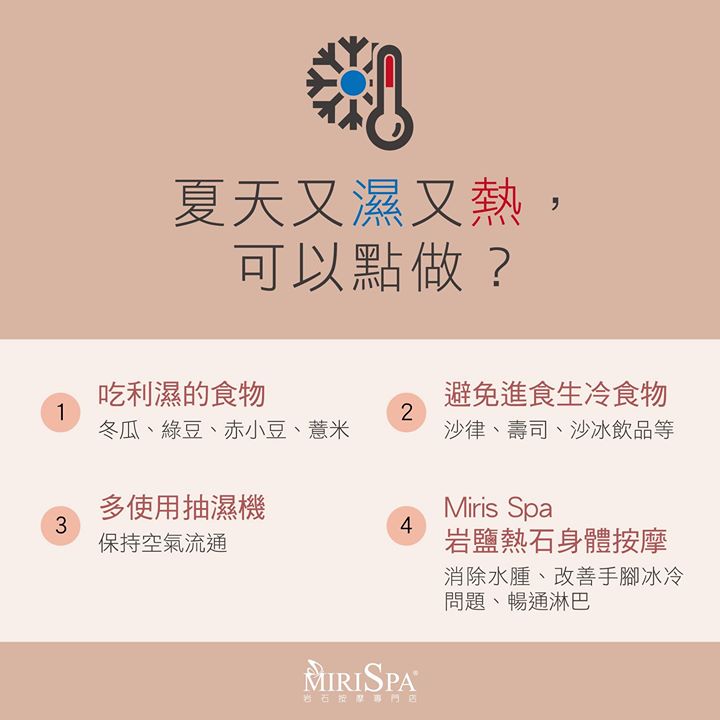 夏天又濕又熱，
可以點做？
1
吃利濕的食物
冬瓜、綠豆、赤小豆、薏米
2
避免進食生冷食物
沙律、壽司、沙冰飲品等
3
多使用抽濕機
保持空氣流通
4
Miris Spa
岩鹽熱石身體按摩
消除水腫、改善手腳冰冷
問題、暢通淋巴
MIRISPA®
岩石按摩專門店